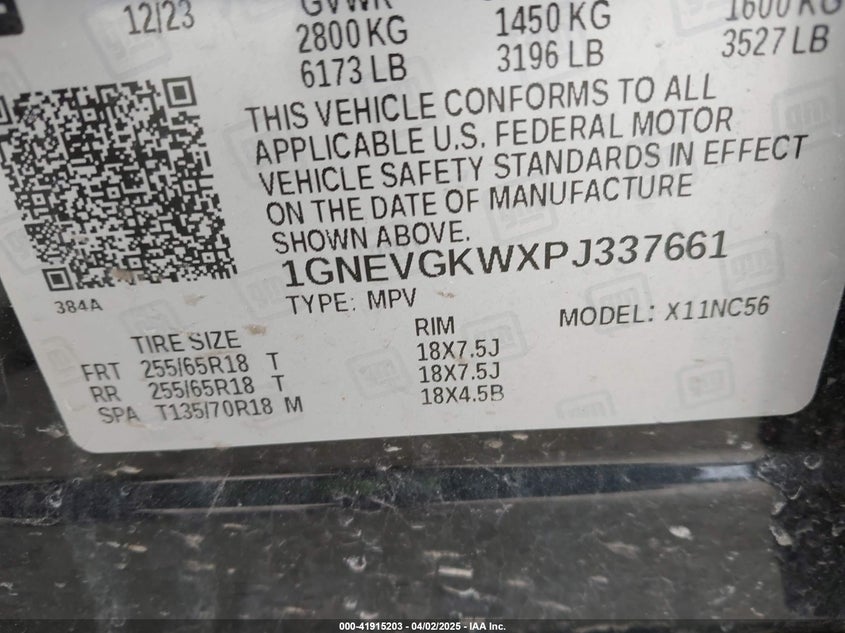 12/23
GVWR
2800 KG
6173 LB
1450 KG
3196 LB
1600 KG
3527 LB
THIS VEHICLE CONFORMS TO ALL
APPLICABLE U.S. FEDERAL MOTOR
VEHICLE SAFETY STANDARDS IN EFFECT
ON THE DATE OF MANUFACTURE
SHOWN ABOVE.
1GNEVGKWXPJ337661
384A
TYPE: MPV
MODEL: X11NC56
TIRE SIZE RIM
FRT 255/65R18 T 18X7.5J
RR 255/65R18 T 18X7.5J
SPA T135/70R18 M 18X4.5B
000-41915203 - 04/02/2025 - IAA Inc.